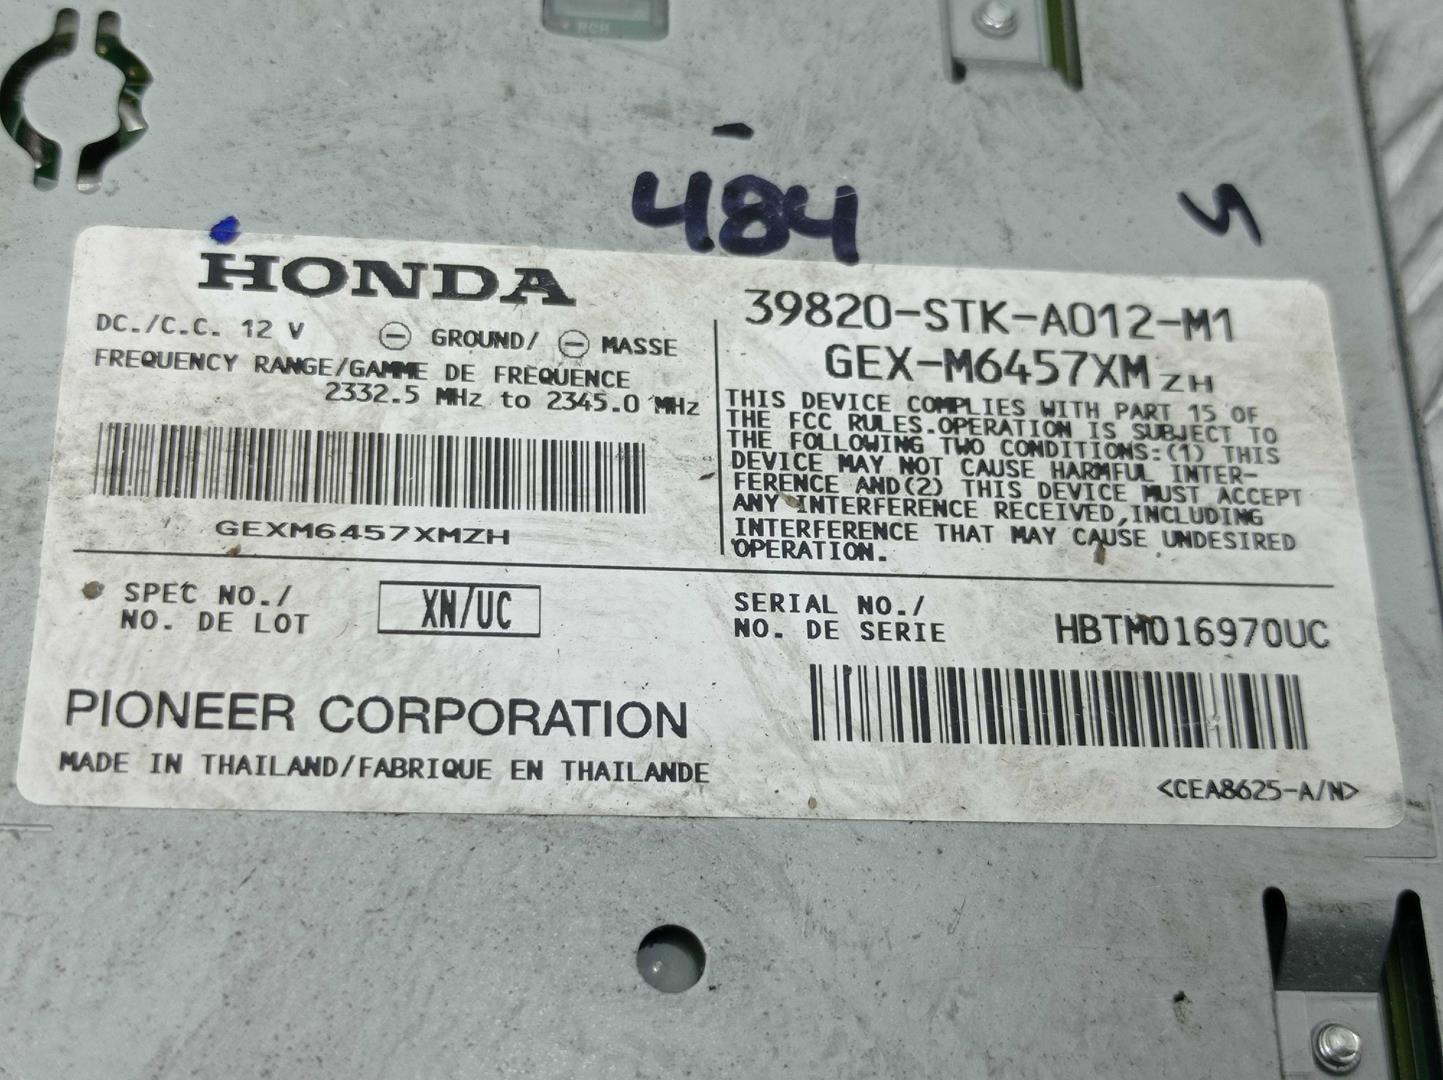 484
HONDA
DC./C.C. 12 V GROUND/ MASSE
FREQUENCY RANGE/GAMME DE FREQUENCE
2332.5 MHz to 2345.0 MHz
GEXM6457XMZH
39820-STK-A012-M1
GEX-M6457XM ZH
THIS DEVICE COMPLIES WITH PART 15 OF
THE FCC RULES.OPERATION IS SUBJECT TO
THE FOLLOWING TWO CONDITIONS:(1) THIS
DEVICE MAY NOT CAUSE HARMFUL INTER-
FERENCE AND(2) THIS DEVICE MUST ACCEPT
ANY INTERFERENCE RECEIVED,INCLUDING
INTERFERENCE THAT MAY CAUSE UNDESIRED
OPERATION.
SPEC NO./
NO. DE LOT
XN/UC
SERIAL NO./
NO. DE SERIE
HBTM016970UC
PIONEER CORPORATION
MADE IN THAILAND/FABRIQUE EN THAILANDE
<CEA8625-A/N>